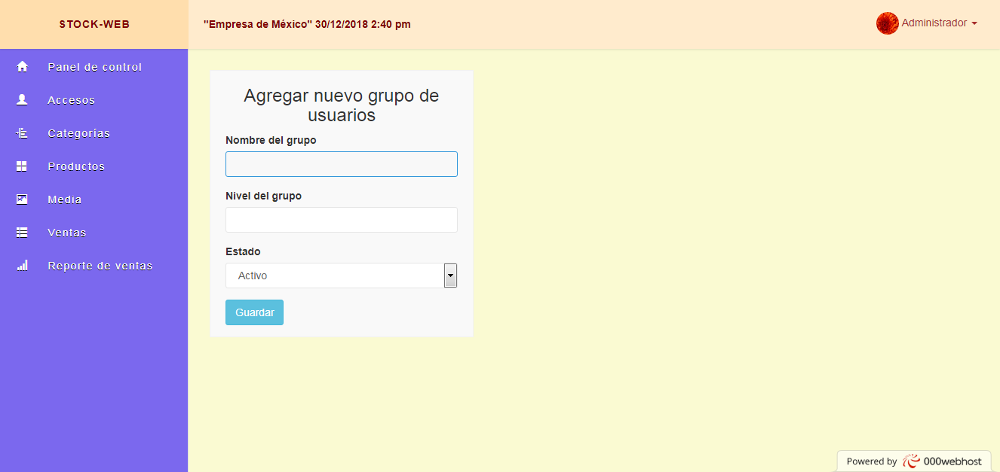 STOCK-WEB
"Empresa de México" 30/12/2018 2:40 pm
Administrador
Panel de control
Accesos
Categorías
Productos
Media
Ventas
Reporte de ventas
Agregar nuevo grupo de
usuarios
Nombre del grupo
Nivel del grupo
Estado
Activo
Guardar
Powered by 000webhost